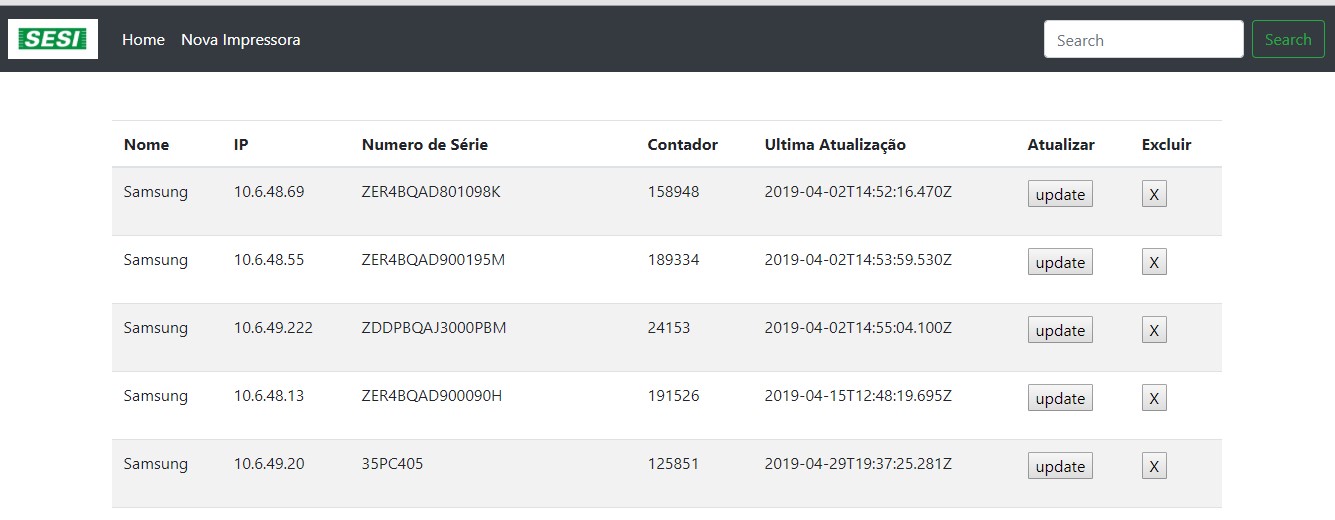 SESI Home Nova Impressora Search Search
Nome IP Numero de Série Contador Ultima Atualização Atualizar Excluir
Samsung 10.6.48.69 ZER4BQAD801098K 158948 2019-04-02T14:52:16.470Z update X
Samsung 10.6.48.55 ZER4BQAD900195M 189334 2019-04-02T14:53:59.530Z update X
Samsung 10.6.49.222 ZDDPBQAJ3000PBM 24153 2019-04-02T14:55:04.100Z update X
Samsung 10.6.48.13 ZER4BQAD900090H 191526 2019-04-15T12:48:19.695Z update X
Samsung 10.6.49.20 35PC405 125851 2019-04-29T19:37:25.281Z update X